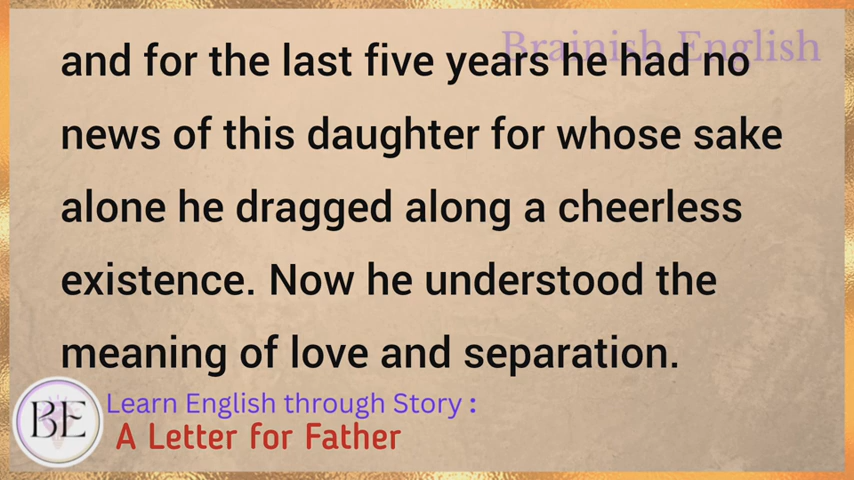 Brainish English
and for the last five years he had no
news of this daughter for whose sake
alone he dragged along a cheerless
existence. Now he understood the
meaning of love and separation.
BE
Learn English through Story :
A Letter for Father